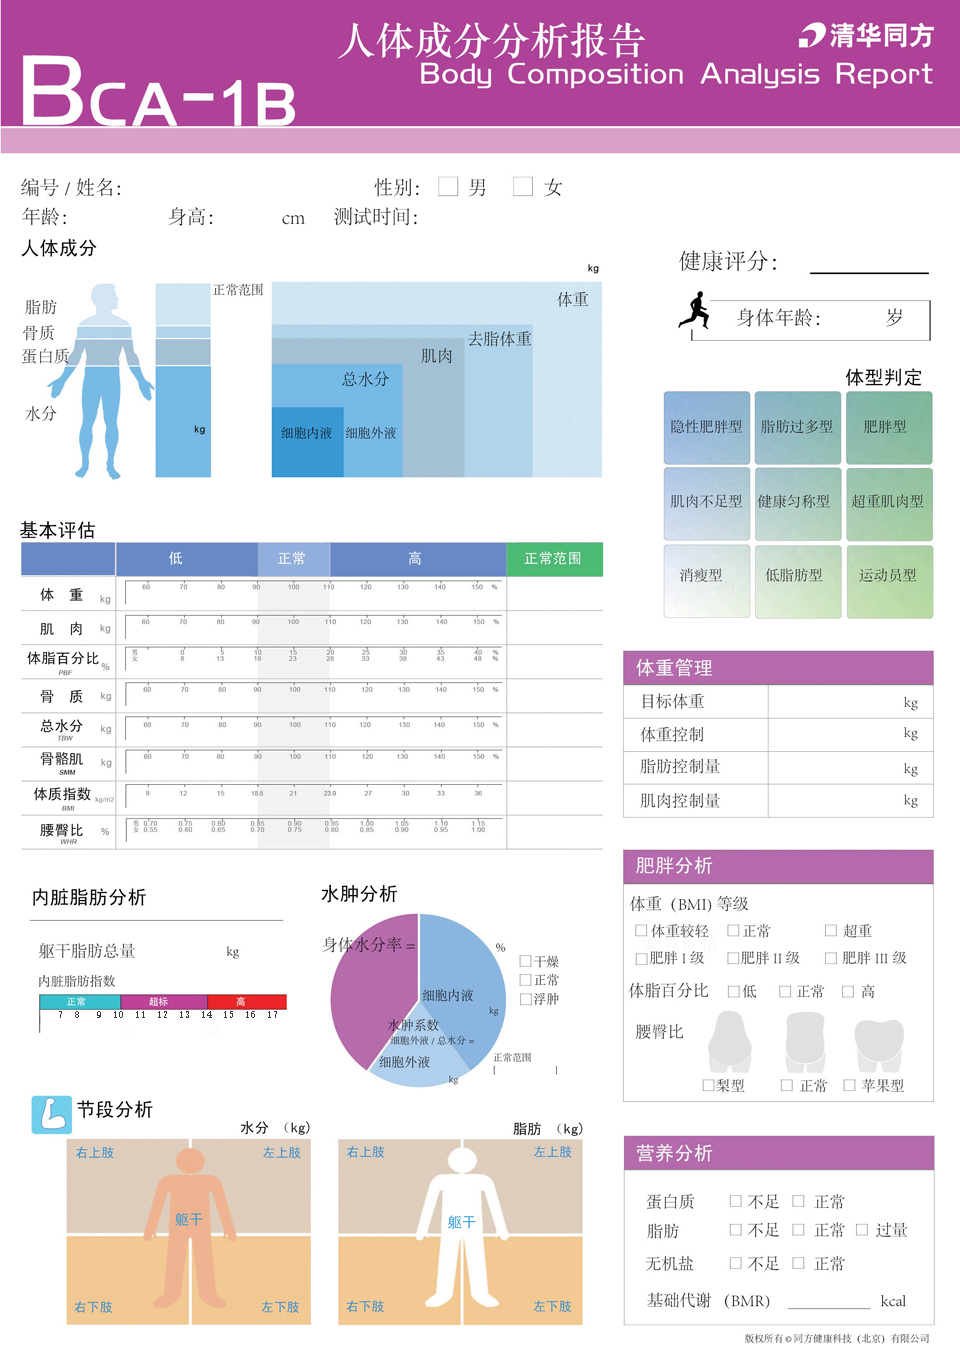 人体成分分析报告
清华同方
Body Composition Analysis Report
BCA-1B
编号 / 姓名: 性别: 男 女
年龄: 身高: cm 测试时间:
人体成分
kg
正常范围
脂肪
骨质
蛋白质
水分
kg
体重
去脂体重
肌肉
总水分
细胞内液 细胞外液
健康评分:
身体年龄: 岁
体型判定
隐性肥胖型 脂肪过多型 肥胖型
肌肉不足型 健康匀称型 超重肌肉型
消瘦型 低脂肪型 运动员型
基本评估
低 正常 高 正常范围
体 重 kg 60 70 80 90 100 110 120 130 140 150 %
肌 肉 kg 60 70 80 90 100 110 120 130 140 150 %
体脂百分比 PBF % 男 0 5 10 15 20 25 30 35 40 %
女 8 13 18 23 28 33 38 43 48 %
骨 质 kg 60 70 80 90 100 110 120 130 140 150 %
总水分 TBW kg 60 70 80 90 100 110 120 130 140 150 %
骨骼肌 SMM kg 60 70 80 90 100 110 120 130 140 150 %
体质指数 BMI kg/m2 9 12 15 18.5 21 23.9 27 30 33 36
腰臀比 WHR % 男 0.70 0.75 0.80 0.85 0.90 0.95 1.00 1.05 1.10 1.15
女 0.55 0.60 0.65 0.70 0.75 0.80 0.85 0.90 0.95 1.00
体重管理
目标体重 kg
体重控制 kg
脂肪控制量 kg
肌肉控制量 kg
内脏脂肪分析
躯干脂肪总量 kg
内脏脂肪指数
正常 超标 高
7 8 9 10 11 12 13 14 15 16 17
水肿分析
身体水分率 = %
干燥
正常
浮肿
细胞内液
kg
水肿系数
细胞外液 / 总水分 =
细胞外液
kg
正常范围
[ ]
肥胖分析
体重 (BMI) 等级
体重较轻 正常 超重
肥胖 I 级 肥胖 II 级 肥胖 III 级
体脂百分比 低 正常 高
腰臀比
梨型 正常 苹果型
节段分析
水分 (kg)
右上肢 左上肢
躯干
右下肢 左下肢
脂肪 (kg)
右上肢 左上肢
躯干
右下肢 左下肢
营养分析
蛋白质 不足 正常
脂肪 不足 正常 过量
无机盐 不足 正常
基础代谢 (BMR) kcal
版权所有©同方健康科技（北京）有限公司